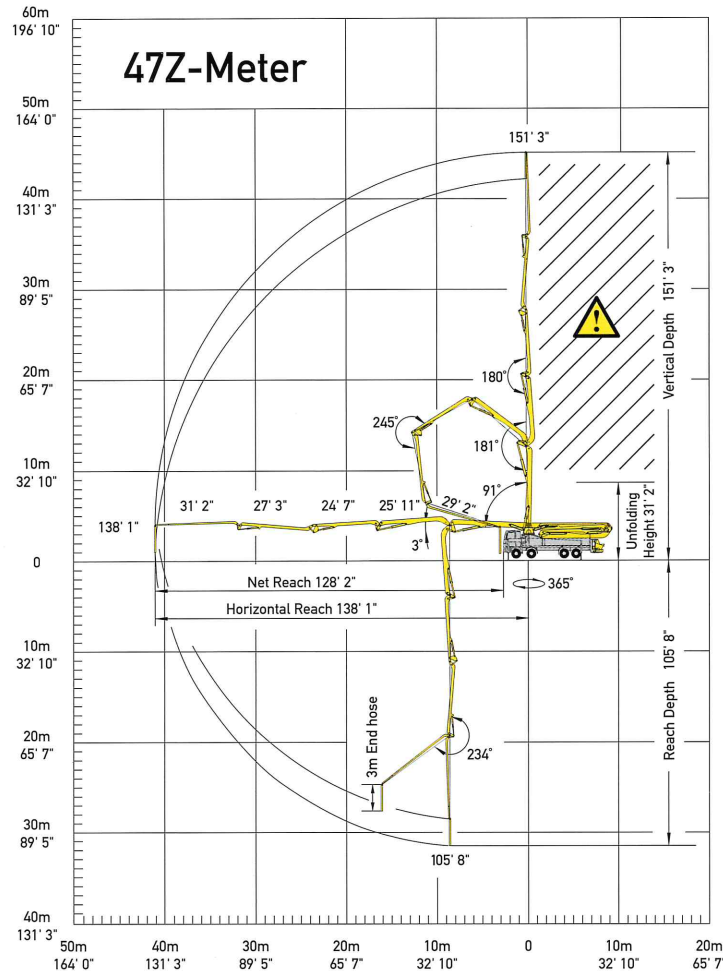 60m
196' 10"
47Z-Meter
50m
164' 0"
151' 3"
40m
131' 3"
30m
89' 5"
Vertical Depth 151' 3"
!
20m
65' 7"
180°
245°
181°
10m
32' 10"
91°
29' 2"
Unfolding
Height 31' 2"
31' 2"
27' 3"
24' 7"
25' 11"
138' 1"
3°
0
Net Reach 128' 2"
365°
Horizontal Reach 138' 1"
10m
32' 10"
Reach Depth 105' 8"
20m
65' 7"
3m End hose
234°
30m
89' 5"
105' 8"
40m
131' 3"
50m
164' 0"
40m
131' 3"
30m
89' 5"
20m
65' 7"
10m
32' 10"
0
10m
32' 10"
20m
65' 7